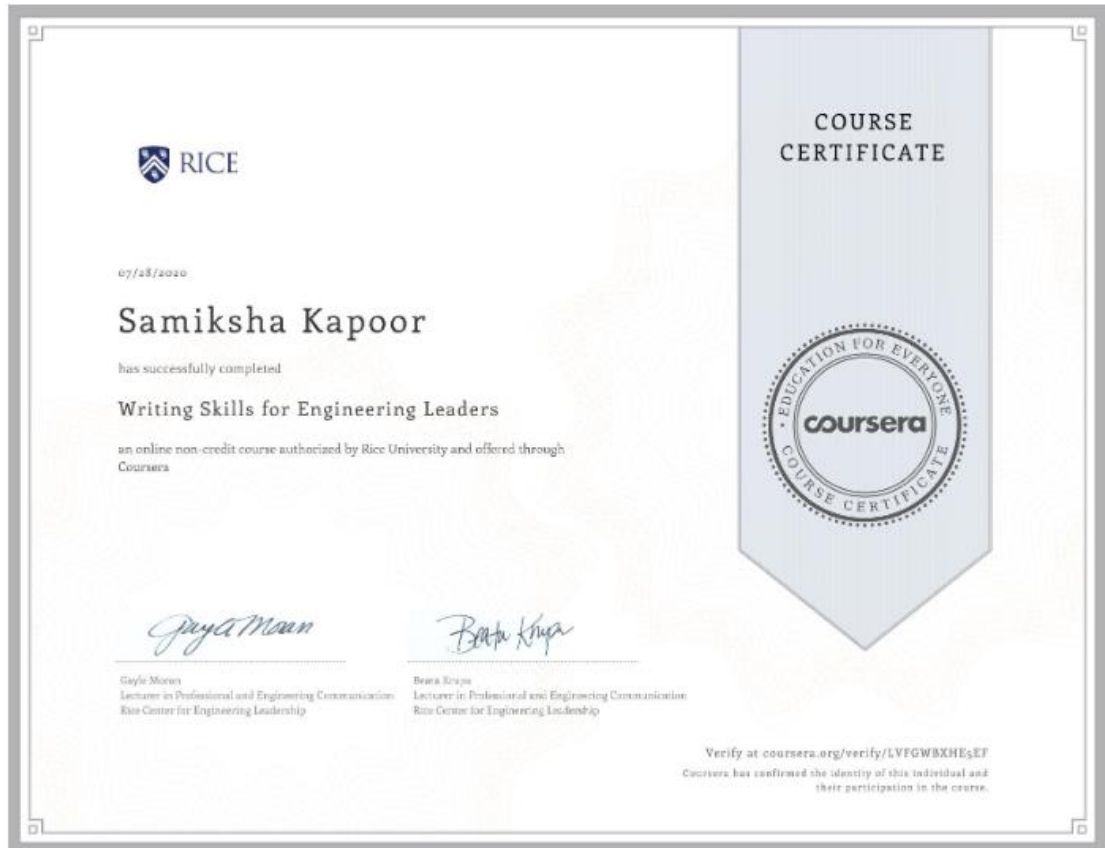 RICE
COURSE
CERTIFICATE
07/28/2020
Samiksha Kapoor
has successfully completed
Writing Skills for Engineering Leaders
an online non-credit course authorized by Rice University and offered through
Coursera
EDUCATION FOR EVERYONE
coursera
COURSE CERTIFICATE
Gayle Moran
Lecturer in Professional and Engineering Communication
Rice Center for Engineering Leadership
Beata Krupa
Lecturer in Professional and Engineering Communication
Rice Center for Engineering Leadership
Verify at coursera.org/verify/LVFGWBXHE5EF
Coursera has confirmed the identity of this individual and
their participation in the course.